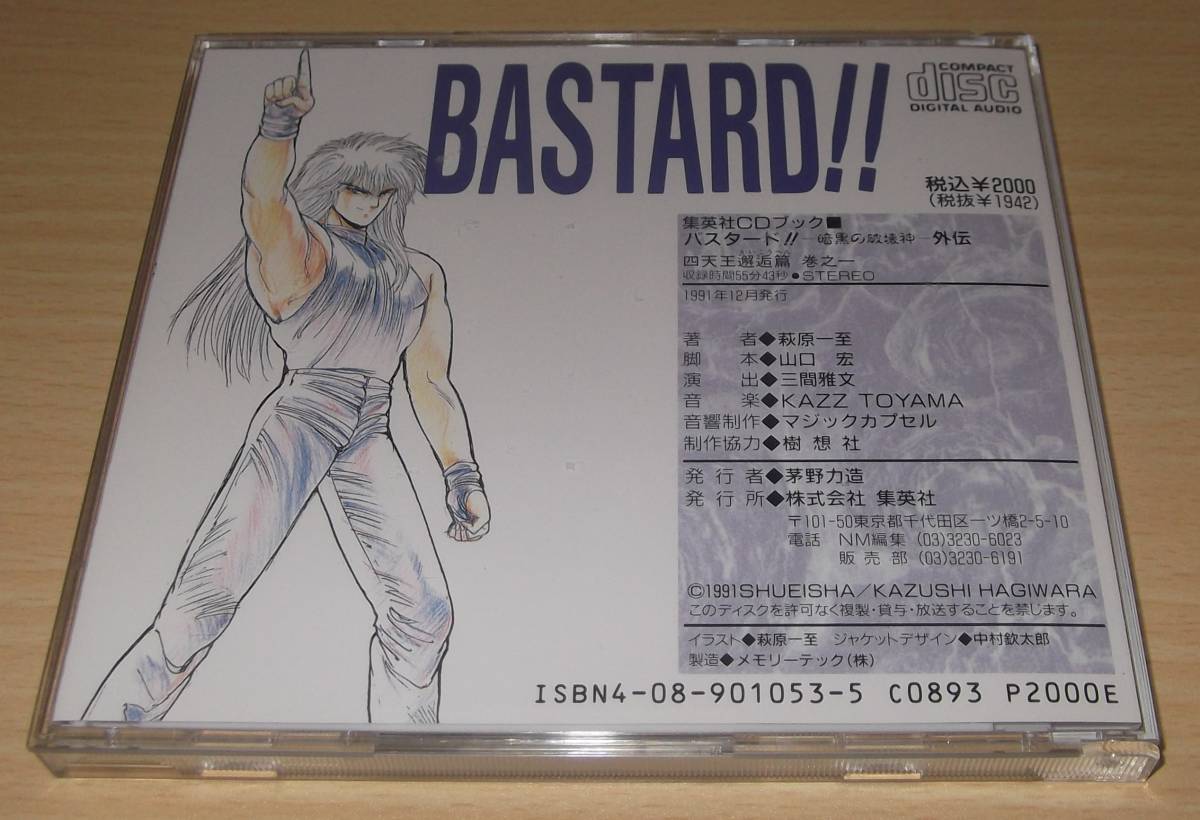 BASTARD!!
COMPACT
disc
DIGITAL AUDIO
税込¥2000
(税抜¥1942)
集英社CDブック■
バスタード!! ―暗黒の破壊神― 外伝
四天王邂逅篇 巻之一
収録時間55分43秒●STEREO
1991年12月発行
著 者◆萩原一至
脚 本◆山口 宏
演 出◆三間雅文
音 楽◆KAZZ TOYAMA
音響制作◆マジックカプセル
制作協力◆樹想社
発行者◆茅野力造
発行所◆株式会社 集英社
〒101-50東京都千代田区一ツ橋2-5-10
電話 NM編集 (03)3230-6023
販売部 (03)3230-6191
©1991SHUEISHA/KAZUSHI HAGIWARA
このディスクを許可なく複製・貸与・放送することを禁じます。
イラスト◆萩原一至 ジャケットデザイン◆中村欽太郎
製造◆メモリーテック(株)
ISBN4-08-901053-5 C0893 P2000E